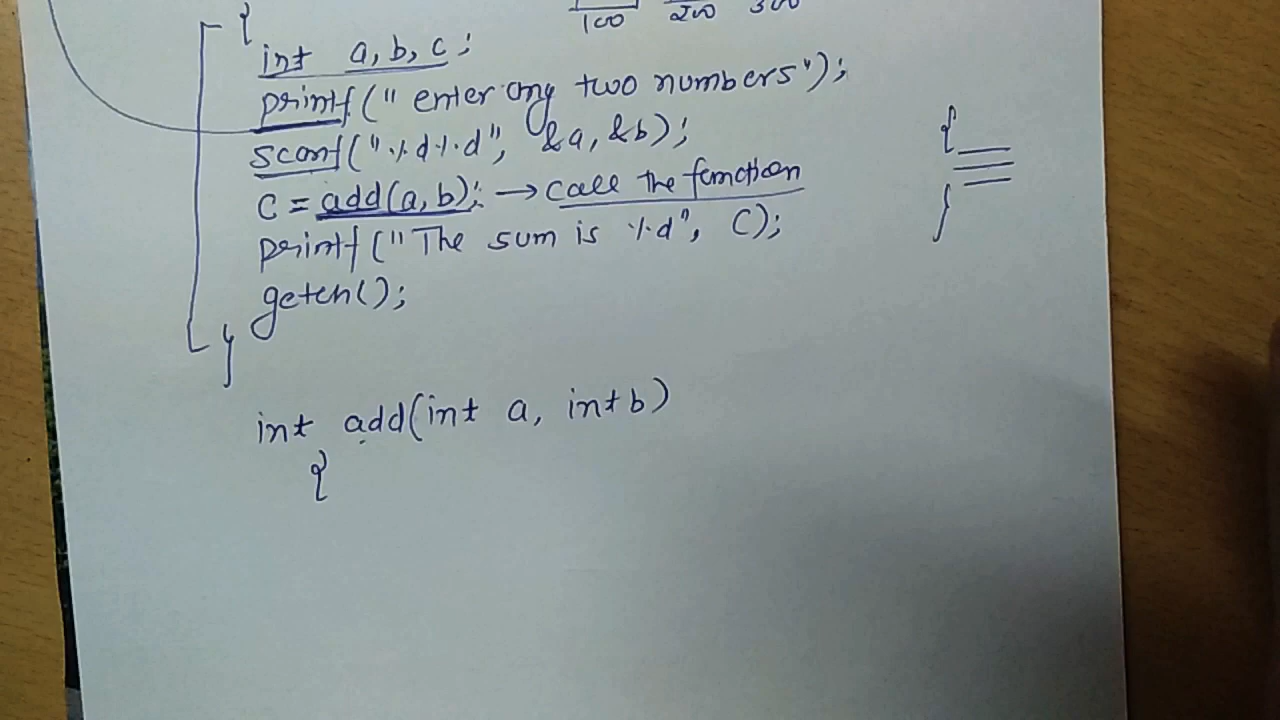 100 200 300
{
int a, b, c;
printf("enter any two numbers");
scanf("%d%d", &a, &b);
c = add(a, b); → call the function
printf("The sum is %d", c);
getch();
}
{
}
int add(int a, int b)
{